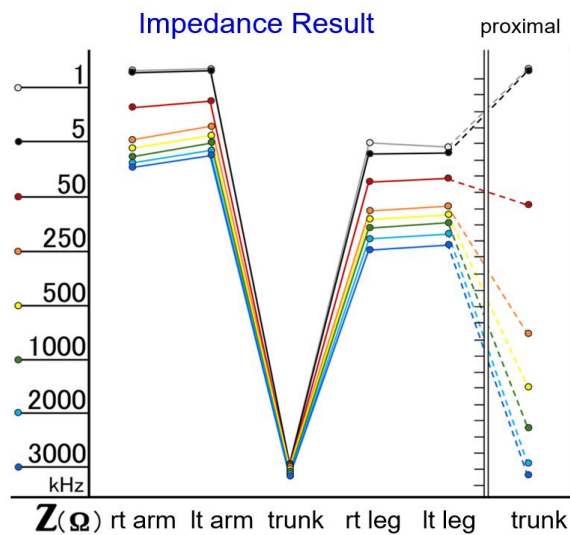 Impedance Result
proximal
1
5
50
250
500
1000
2000
3000
kHz
Z(Ω) rt arm lt arm trunk rt leg lt leg trunk